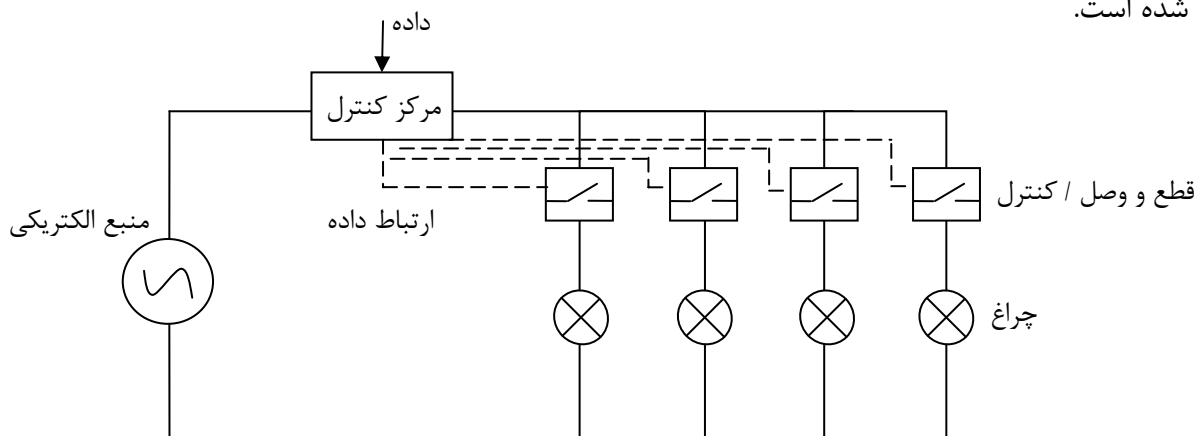 شده است.
داده
مرکز کنترل
قطع و وصل / کنترل
ارتباط داده
منبع الکتریکی
چراغ